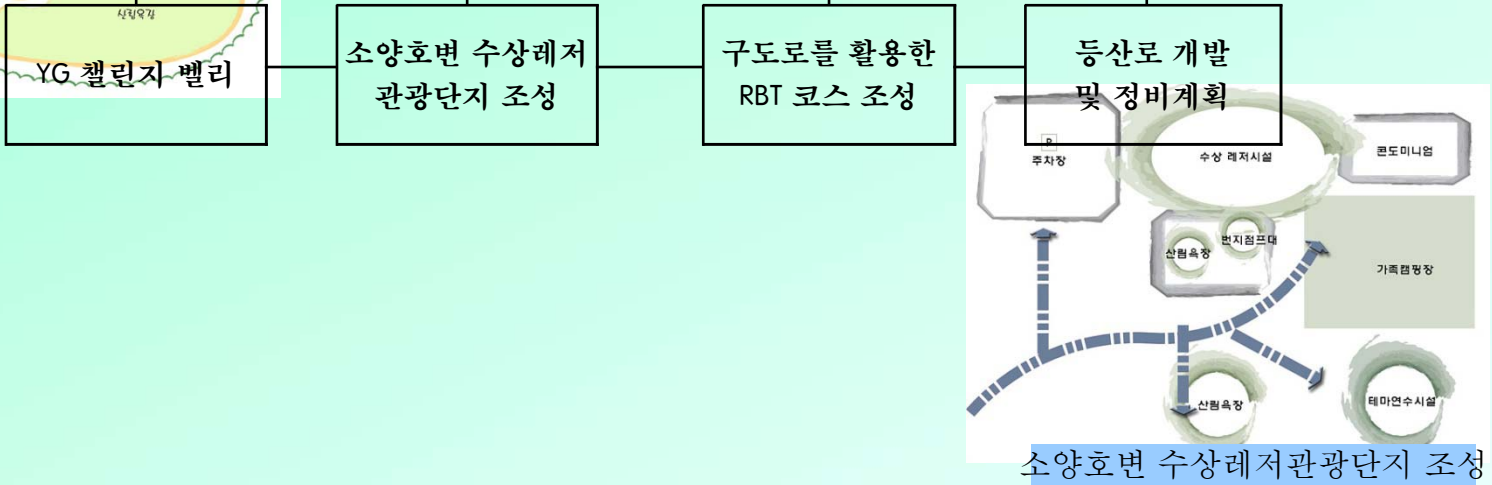 산림욕장
YG 챌린지 밸리
소양호변 수상레저
관광단지 조성
구도로를 활용한
RBT 코스 조성
등산로 개발
및 정비계획
P
주차장
수상 레저시설
콘도미니엄
산림욕장
번지점프대
가족캠핑장
산림욕장
테마연수시설
소양호변 수상레저관광단지 조성